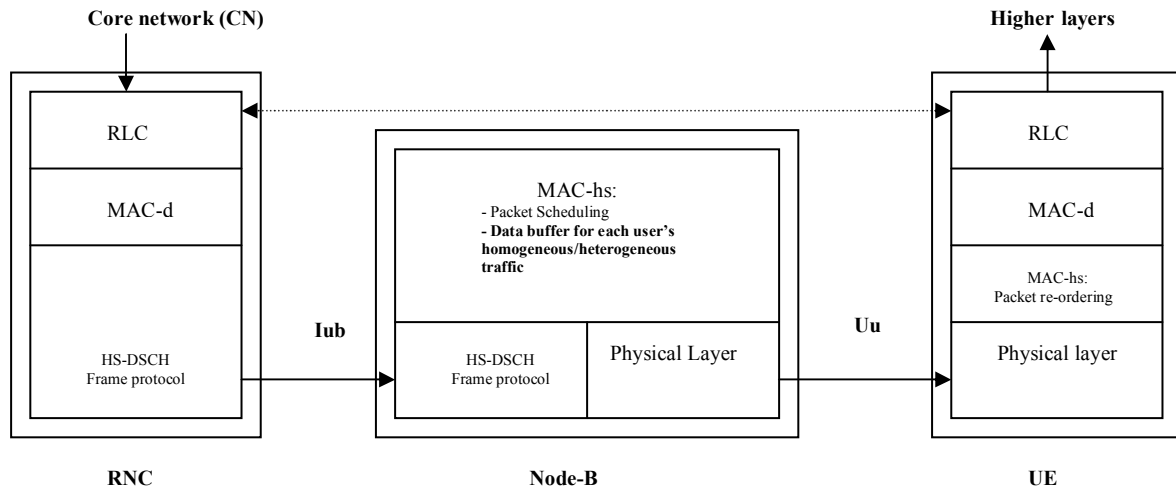 Core network (CN)
Higher layers
RLC
MAC-d
HS-DSCH
Frame protocol
Iub
MAC-hs:
- Packet Scheduling
- Data buffer for each user’s
homogeneous/heterogeneous
traffic
HS-DSCH
Frame protocol
Physical Layer
Uu
RLC
MAC-d
MAC-hs:
Packet re-ordering
Physical layer
RNC
Node-B
UE